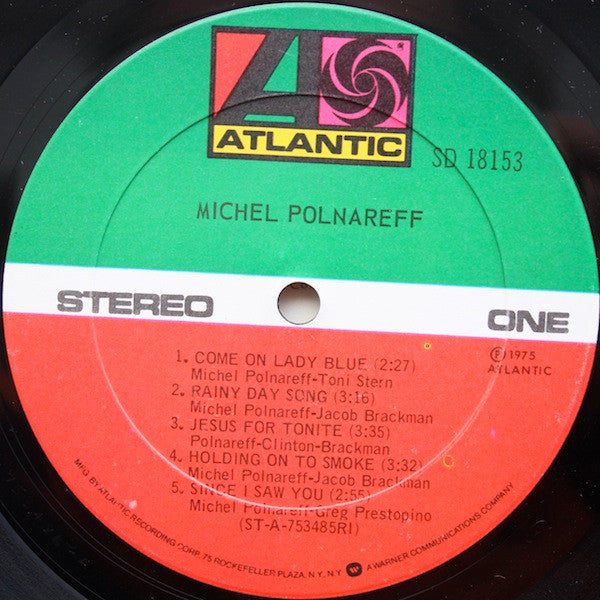 ATLANTIC
SD 18153
MICHEL POLNAREFF
STEREO
ONE
℗ 1975
ATLANTIC
1. COME ON LADY BLUE (2:27)
Michel Polnareff-Toni Stern
2. RAINY DAY SONG (3:16)
Michel Polnareff-Jacob Brackman
3. JESUS FOR TONITE (3:35)
Polnareff-Clinton-Brackman
4. HOLDING ON TO SMOKE (3:32)
Michel Polnareff-Jacob Brackman
5. SINCE I SAW YOU (2:55)
Michel Polnareff-Greg Prestopino
(ST-A-753485RI)
MFG. BY ATLANTIC RECORDING CORP. 75 ROCKEFELLER PLAZA, N.Y., N.Y. A WARNER COMMUNICATIONS COMPANY